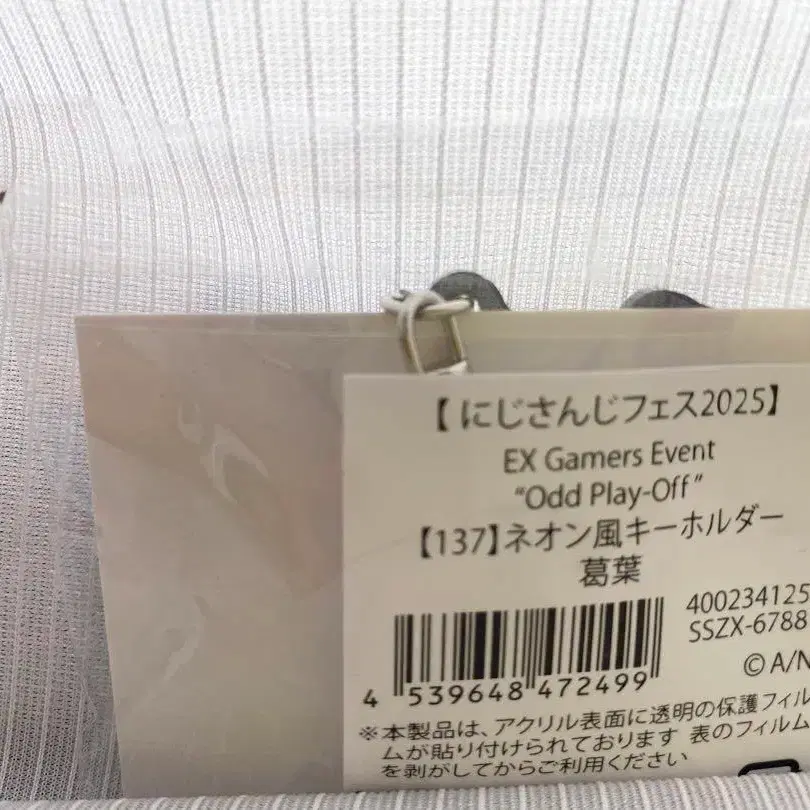 【にじさんじフェス2025】
EX Gamers Event
“Odd Play-Off”
【137】ネオン風キーホルダー
葛葉
400234125
SSZX-6788
© A/N
4 539648 472499
※本製品は、アクリル表面に透明の保護フィル
ムが貼り付けられております 表のフィルム
を剥がしてからご利用ください